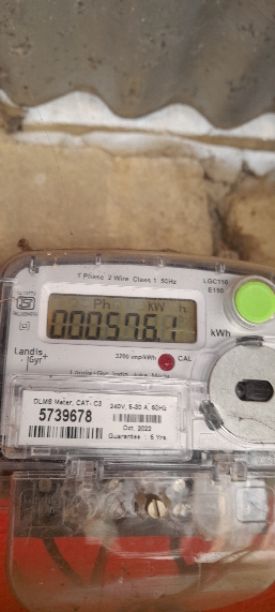 1 Phase 2 Wire Class 1 50Hz
LGC110
E150
Ph KW h
0005761
kWh
Landis+
Gyr+
3200 imp/kWh
CAL
DLMS Meter, CAT- C3
5739678
240V, 5-30 A, 50Hz
Oct, 2022
Guarantee : 5 Yrs